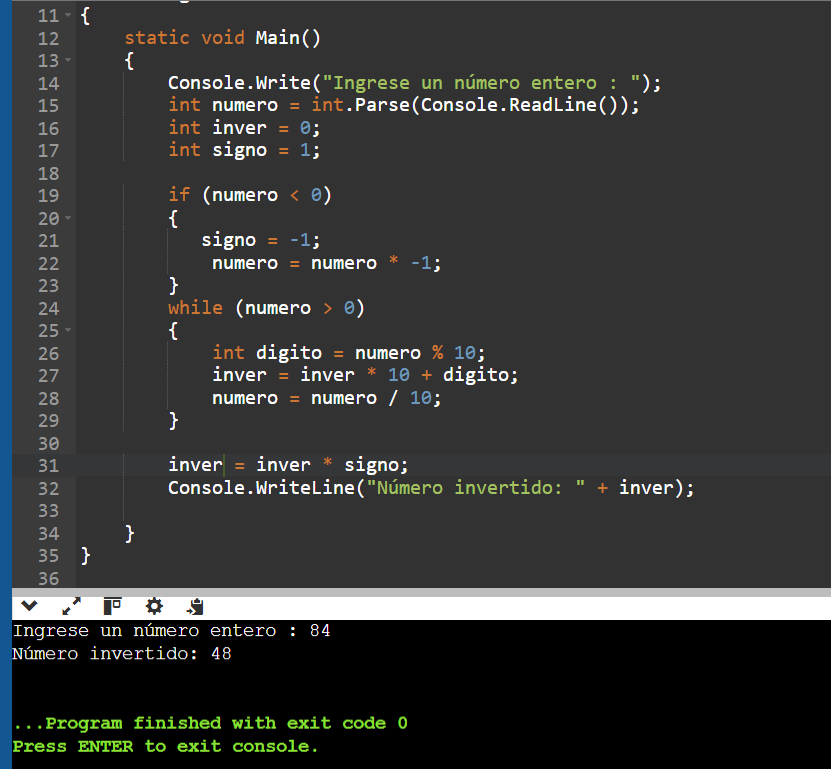 11 {
12 static void Main()
13 {
14 Console.Write("Ingrese un número entero : ");
15 int numero = int.Parse(Console.ReadLine());
16 int inver = 0;
17 int signo = 1;
18
19 if (numero < 0)
20 {
21 signo = -1;
22 numero = numero * -1;
23 }
24 while (numero > 0)
25 {
26 int digito = numero % 10;
27 inver = inver * 10 + digito;
28 numero = numero / 10;
29 }
30
31 inver = inver * signo;
32 Console.WriteLine("Número invertido: " + inver);
33
34 }
35 }
36
Ingrese un número entero : 84
Número invertido: 48
...Program finished with exit code 0
Press ENTER to exit console.